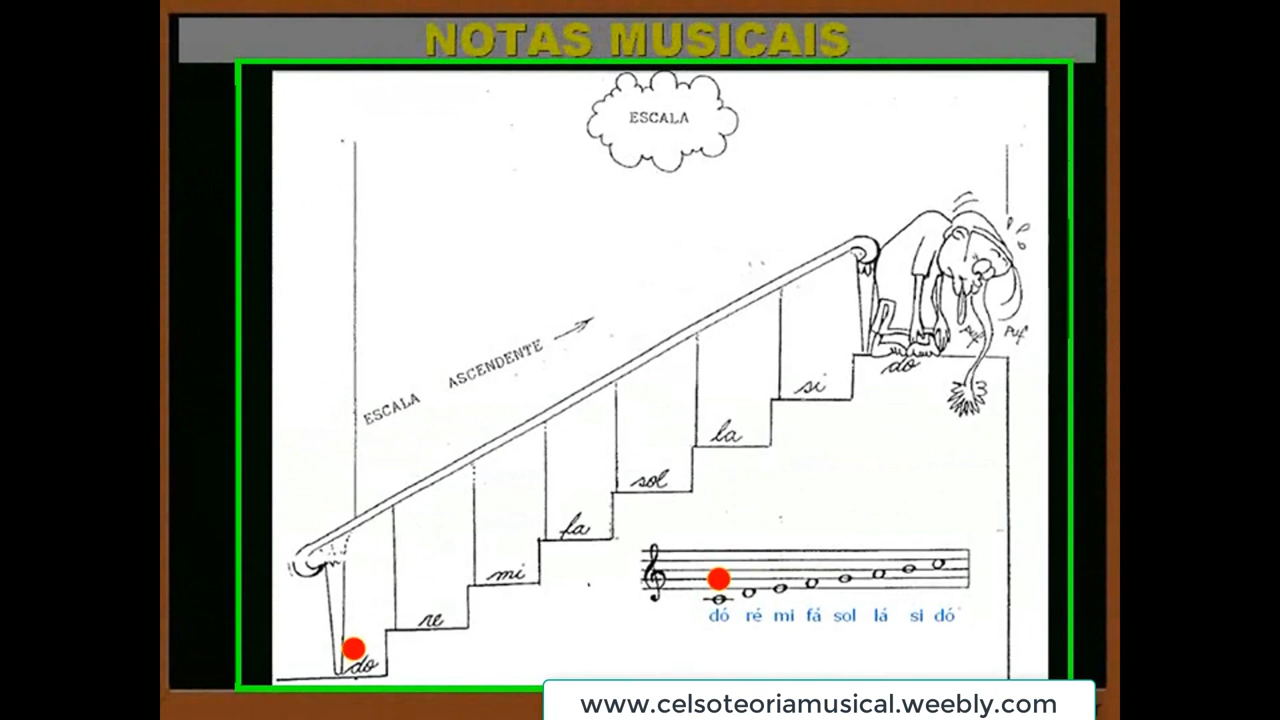 NOTAS MUSICAIS
ESCALA
ESCALA ASCENDENTE
Puf Puf
do
si
la
sol
fa
mi
re
do
dó ré mi fá sol lá si dó
www.celsoteoriamusical.weebly.com